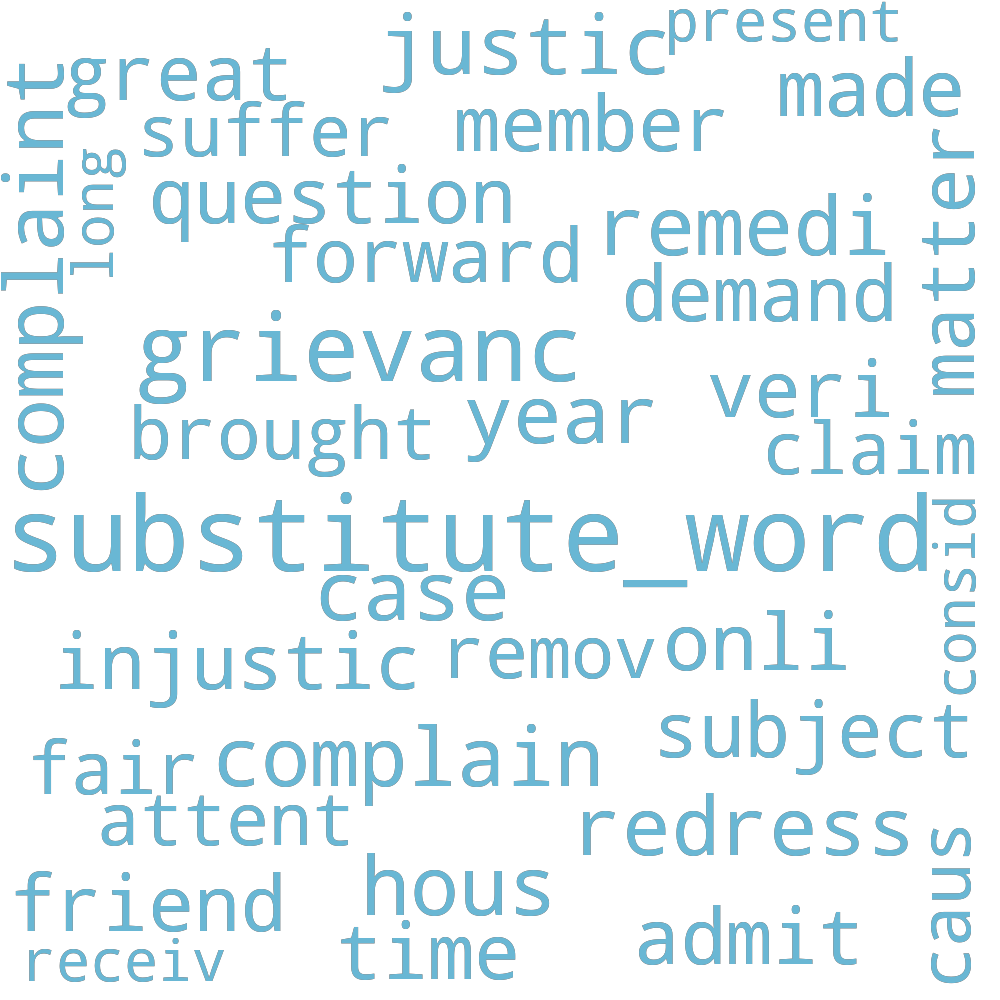 justic
present
great
made
complaint
suffer
member
long
matter
question
remedi
forward
demand
grievanc
veri
year
brought
claim
substitute_word
consid
case
injustic
remov
onli
subject
fair
complain
attent
redress
caus
hous
friend
admit
time
receiv